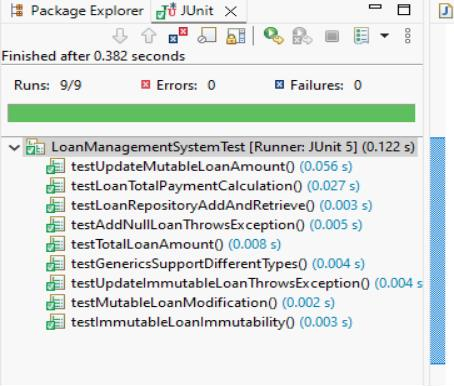 Package Explorer JUnit
Finished after 0.382 seconds
Runs: 9/9 Errors: 0 Failures: 0
LoanManagementSystemTest [Runner: JUnit 5] (0.122 s)
testUpdateMutableLoanAmount() (0.056 s)
testLoanTotalPaymentCalculation() (0.027 s)
testLoanRepositoryAddAndRetrieve() (0.003 s)
testAddNullLoanThrowsException() (0.005 s)
testTotalLoanAmount() (0.008 s)
testGenericsSupportDifferentTypes() (0.004 s)
testUpdateImmutableLoanThrowsException() (0.004 s
testMutableLoanModification() (0.002 s)
testImmutableLoanImmutability() (0.003 s)